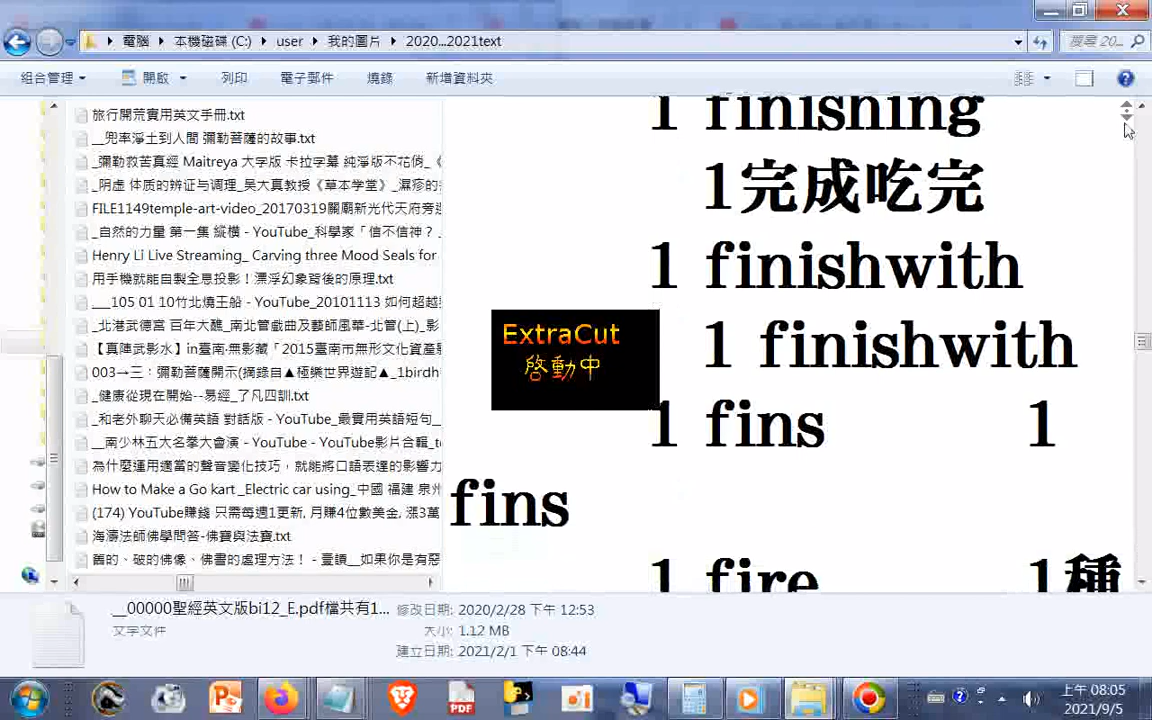 電腦 ▸ 本機磁碟 (C:) ▸ user ▸ 我的圖片 ▸ 2020...2021text
搜尋 20...
組合管理 開啟 列印 電子郵件 燒錄 新增資料夾
旅行開荒實用英文手冊.txt
__兜率淨土到人間 彌勒菩薩的故事.txt
_彌勒救苦真經 Maitreya 大字版 卡拉字幕 純淨版不花俏_《
_阴虚 体质的辨证与调理_吴大真教授《草本学堂》_濕疹的
FILE1149temple-art-video_20170319關廟新光代天府旁
_自然的力量 第一集 縱橫 - YouTube_科學家「信不信神？」
Henry Li Live Streaming_ Carving three Mood Seals for
用手機就能自製全息投影！漂浮幻象背後的原理.txt
___105 01 10竹北燒王船 - YouTube_20101113 如何超越
_北港武德宮 百年大醮_南北管戲曲及藝師風華-北管(上)_影
【真陣武影水】in臺南·無影藏「2015臺南市無形文化資產
003→三：彌勒菩薩開示(摘錄自▲極樂世界遊記▲_1birdh
_健康從現在開始--易經_了凡四訓.txt
_和老外聊天必備英語 對話版 - YouTube_最實用英語短句_
__南少林五大名拳大會演 - YouTube - YouTube影片合輯_t
為什麼運用適當的聲音變化技巧，就能將口語表達的影響力
How to Make a Go kart _Electric car using_中國 福建 泉州
(174) YouTube賺錢 只需每週1更新, 月賺4位數美金, 漲3萬
海濤法師佛學問答-佛寶與法寶.txt
舊的、破的佛像、佛書的處理方法！ - 壹讀__如果你是有惡
1 finishing
1完成吃完
1 finishwith
1 finishwith
1 fins 1
fins
1 fire 1種
ExtraCut
啓動中
__00000聖經英文版bi12_E.pdf檔共有1...
文字文件
修改日期: 2020/2/28 下午 12:53
大小: 1.12 MB
建立日期: 2021/2/1 下午 08:44
PDF
上午 08:05
2021/9/5